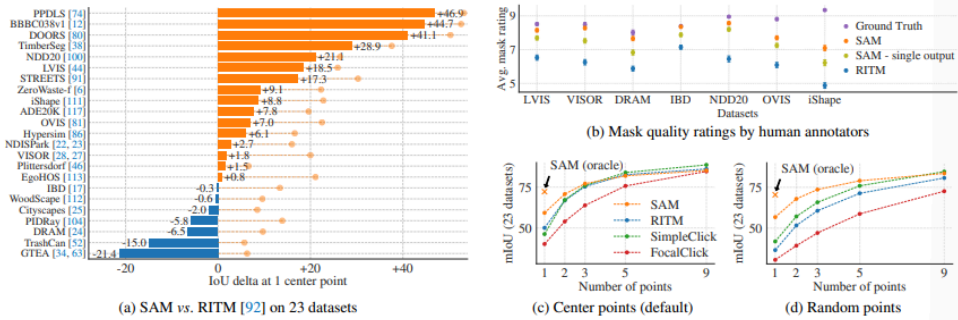 PPDLS [74]
+46.9
BBBC038v1 [12]
+44.7
DOORS [80]
+41.1
TimberSeg [38]
+28.9
NDD20 [100]
+21.1
LVIS [44]
+18.5
STREETS [91]
+17.3
ZeroWaste-f [6]
+9.1
iShape [111]
+8.8
ADE20K [117]
+7.8
OVIS [81]
+7.0
Hypersim [86]
+6.1
NDISPark [22, 23]
+2.7
VISOR [28, 27]
+1.8
Plittersdorf [46]
+1.5
EgoHOS [113]
+0.8
IBD [17]
-0.3
WoodScape [112]
-0.6
Cityscapes [25]
-2.0
PIDRay [104]
-5.8
DRAM [24]
-6.5
TrashCan [52]
-15.0
GTEA [34, 63]
-21.4
-20 0 +20 +40
IoU delta at 1 center point
(a) SAM vs. RITM [92] on 23 datasets
Avg. mask rating
9
7
5
LVIS VISOR DRAM IBD NDD20 OVIS iShape
Datasets
Ground Truth
SAM
SAM - single output
RITM
(b) Mask quality ratings by human annotators
mIoU (23 datasets)
75
50
SAM (oracle)
SAM
RITM
SimpleClick
FocalClick
1 2 3 5 9
Number of points
(c) Center points (default)
mIoU (23 datasets)
75
50
SAM (oracle)
1 2 3 5 9
Number of points
(d) Random points